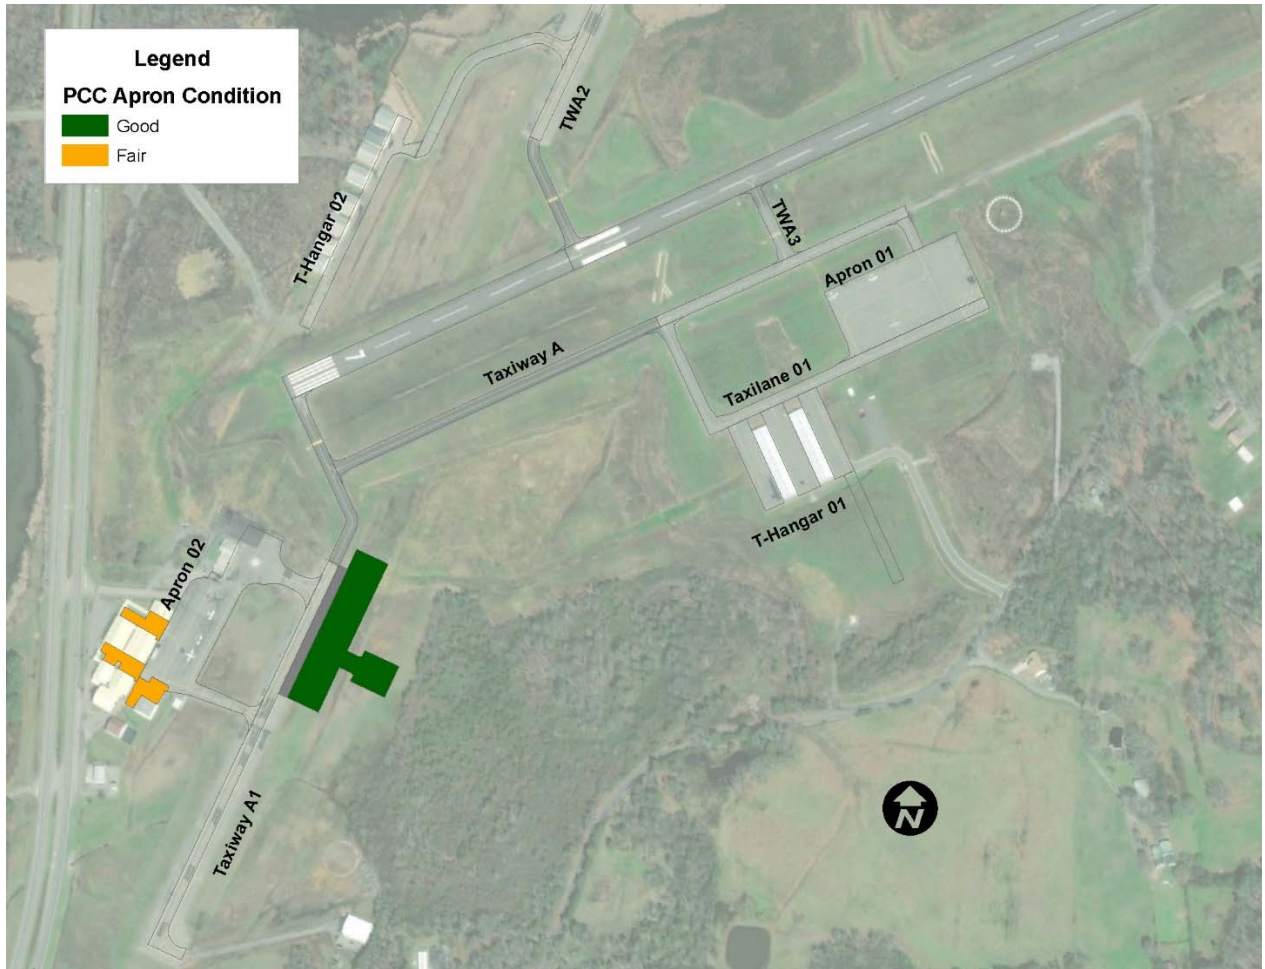 Legend
PCC Apron Condition
Good
Fair
TWA2
T-Hangar 02
TWA3
Apron 01
Taxiway A
Taxilane 01
T-Hangar 01
Apron 02
Taxiway A1
N